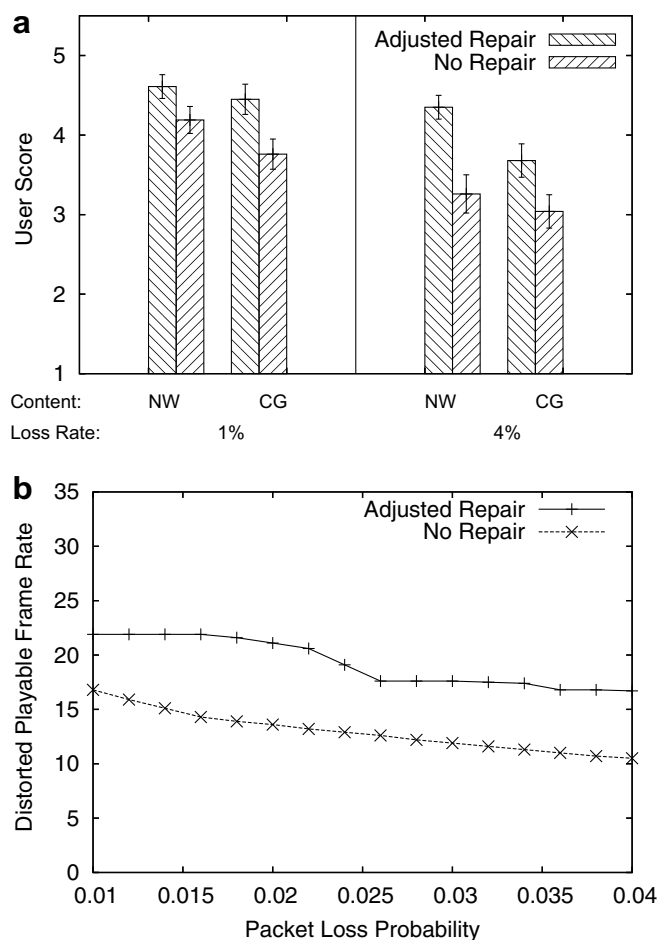 a
5
4
3
2
1
User Score
Adjusted Repair
No Repair
Content: NW CG NW CG
Loss Rate: 1% 4%
b
35
30
25
20
15
10
5
0
Distorted Playable Frame Rate
Adjusted Repair
No Repair
0.01 0.015 0.02 0.025 0.03 0.035 0.04
Packet Loss Probability